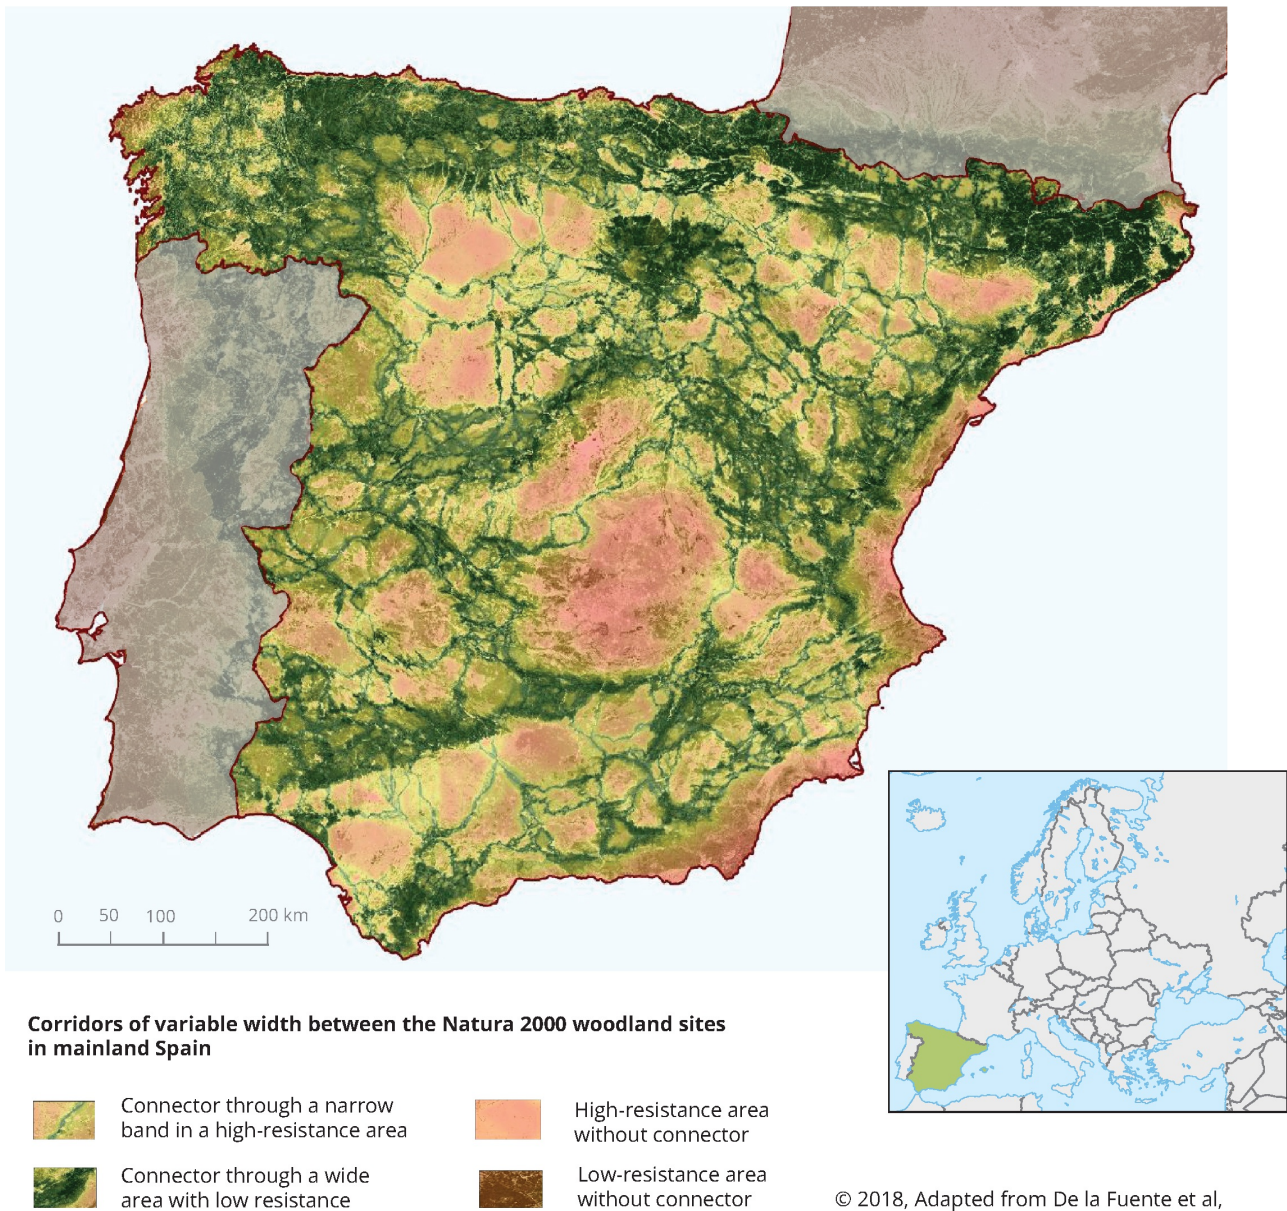 0 50 100 200 km
Corridors of variable width between the Natura 2000 woodland sites
in mainland Spain
Connector through a narrow
band in a high-resistance area
High-resistance area
without connector
Connector through a wide
area with low resistance
Low-resistance area
without connector
© 2018, Adapted from De la Fuente et al,